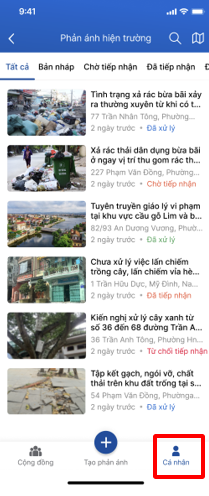 9:41
Phản ánh hiện trường
Tất cả Bản nháp Chờ tiếp nhận Đã tiếp nhận
Tình trạng xả rác bừa bãi xảy
ra thường xuyên từ khi có t...
77 Trần Nhân Tông, Phường...
2 ngày trước • Đã xử lý
Xả rác thải dân dụng bừa bãi
ở ngay vị trí thu gom rác th...
227 Phạm Văn Đồng, Phường...
2 ngày trước • Chờ tiếp nhận
Tuyên truyền giáo lý vi phạm
tại khu vực cầu gỗ Lim và b...
82/93 An Dương Vương, Phường...
2 ngày trước • Đã xử lý
Chưa xử lý việc lấn chiếm
trồng cây, lấn chiếm vỉa hè...
1 Trần Hữu Dực, Mỹ Đình, Na...
2 ngày trước • Chờ tiếp nhận
Kiến nghị xử lý cây xanh từ
số 36 đến 68 đường Trần A...
36 Trần Anh Tông, Phường Hn...
2 ngày trước • Từ chối tiếp nhận
Tập kết gạch, ngói vỡ, chất
thải trên khu đất trống tại s...
54 Phạm Văn Đồng, Phường...
2 ngày trước • Đã xử lý
Cộng đồng Tạo phản ánh Cá nhân